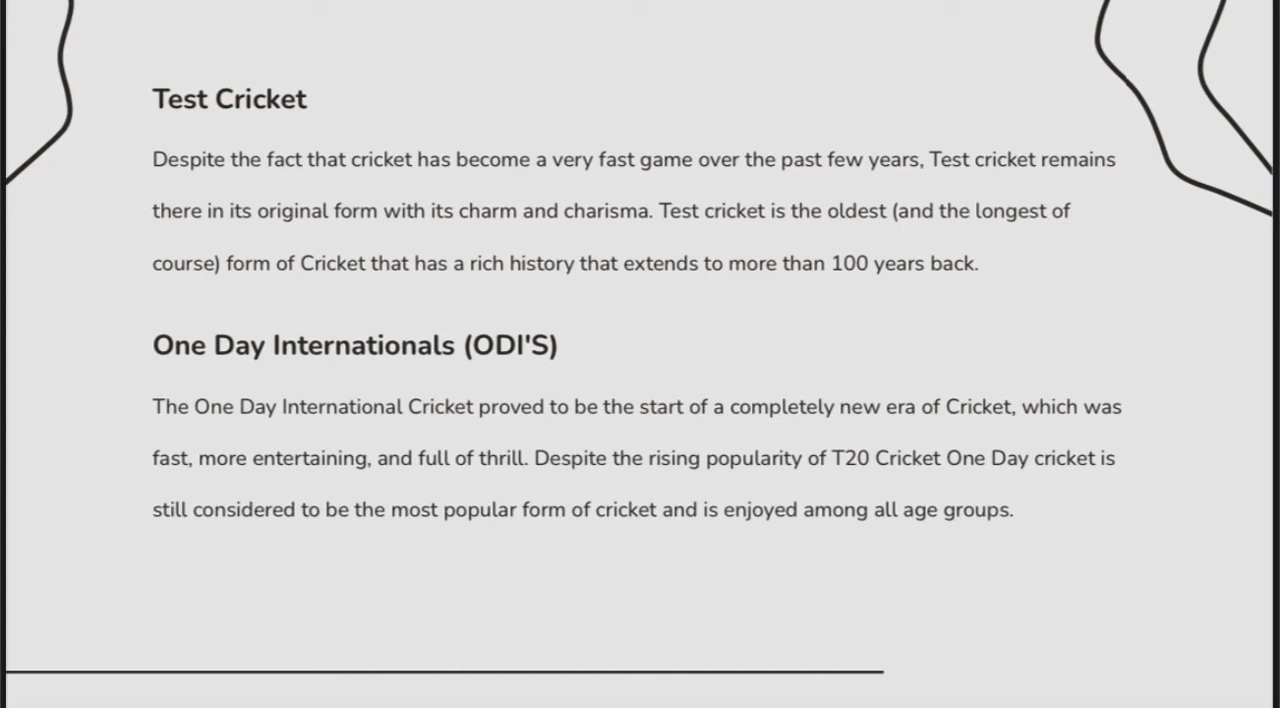 Test Cricket
Despite the fact that cricket has become a very fast game over the past few years, Test cricket remains
there in its original form with its charm and charisma. Test cricket is the oldest (and the longest of
course) form of Cricket that has a rich history that extends to more than 100 years back.
One Day Internationals (ODI'S)
The One Day International Cricket proved to be the start of a completely new era of Cricket, which was
fast, more entertaining, and full of thrill. Despite the rising popularity of T20 Cricket One Day cricket is
still considered to be the most popular form of cricket and is enjoyed among all age groups.